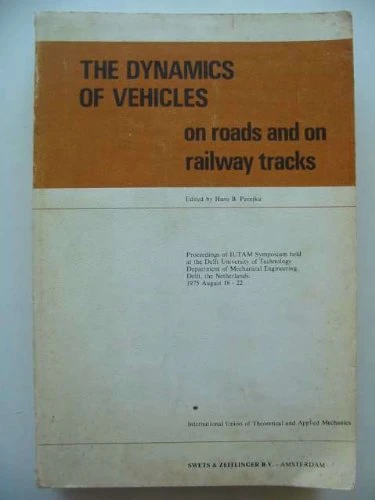 THE DYNAMICS
OF VEHICLES
on roads and on
railway tracks
Edited by Hans B. Pacejka
Proceedings of IUTAM Symposium held
at the Delft University of Technology
Department of Mechanical Engineering
Delft, the Netherlands
1975 August 18 - 22
International Union of Theoretical and Applied Mechanics
SWETS & ZEITLINGER B.V. - AMSTERDAM